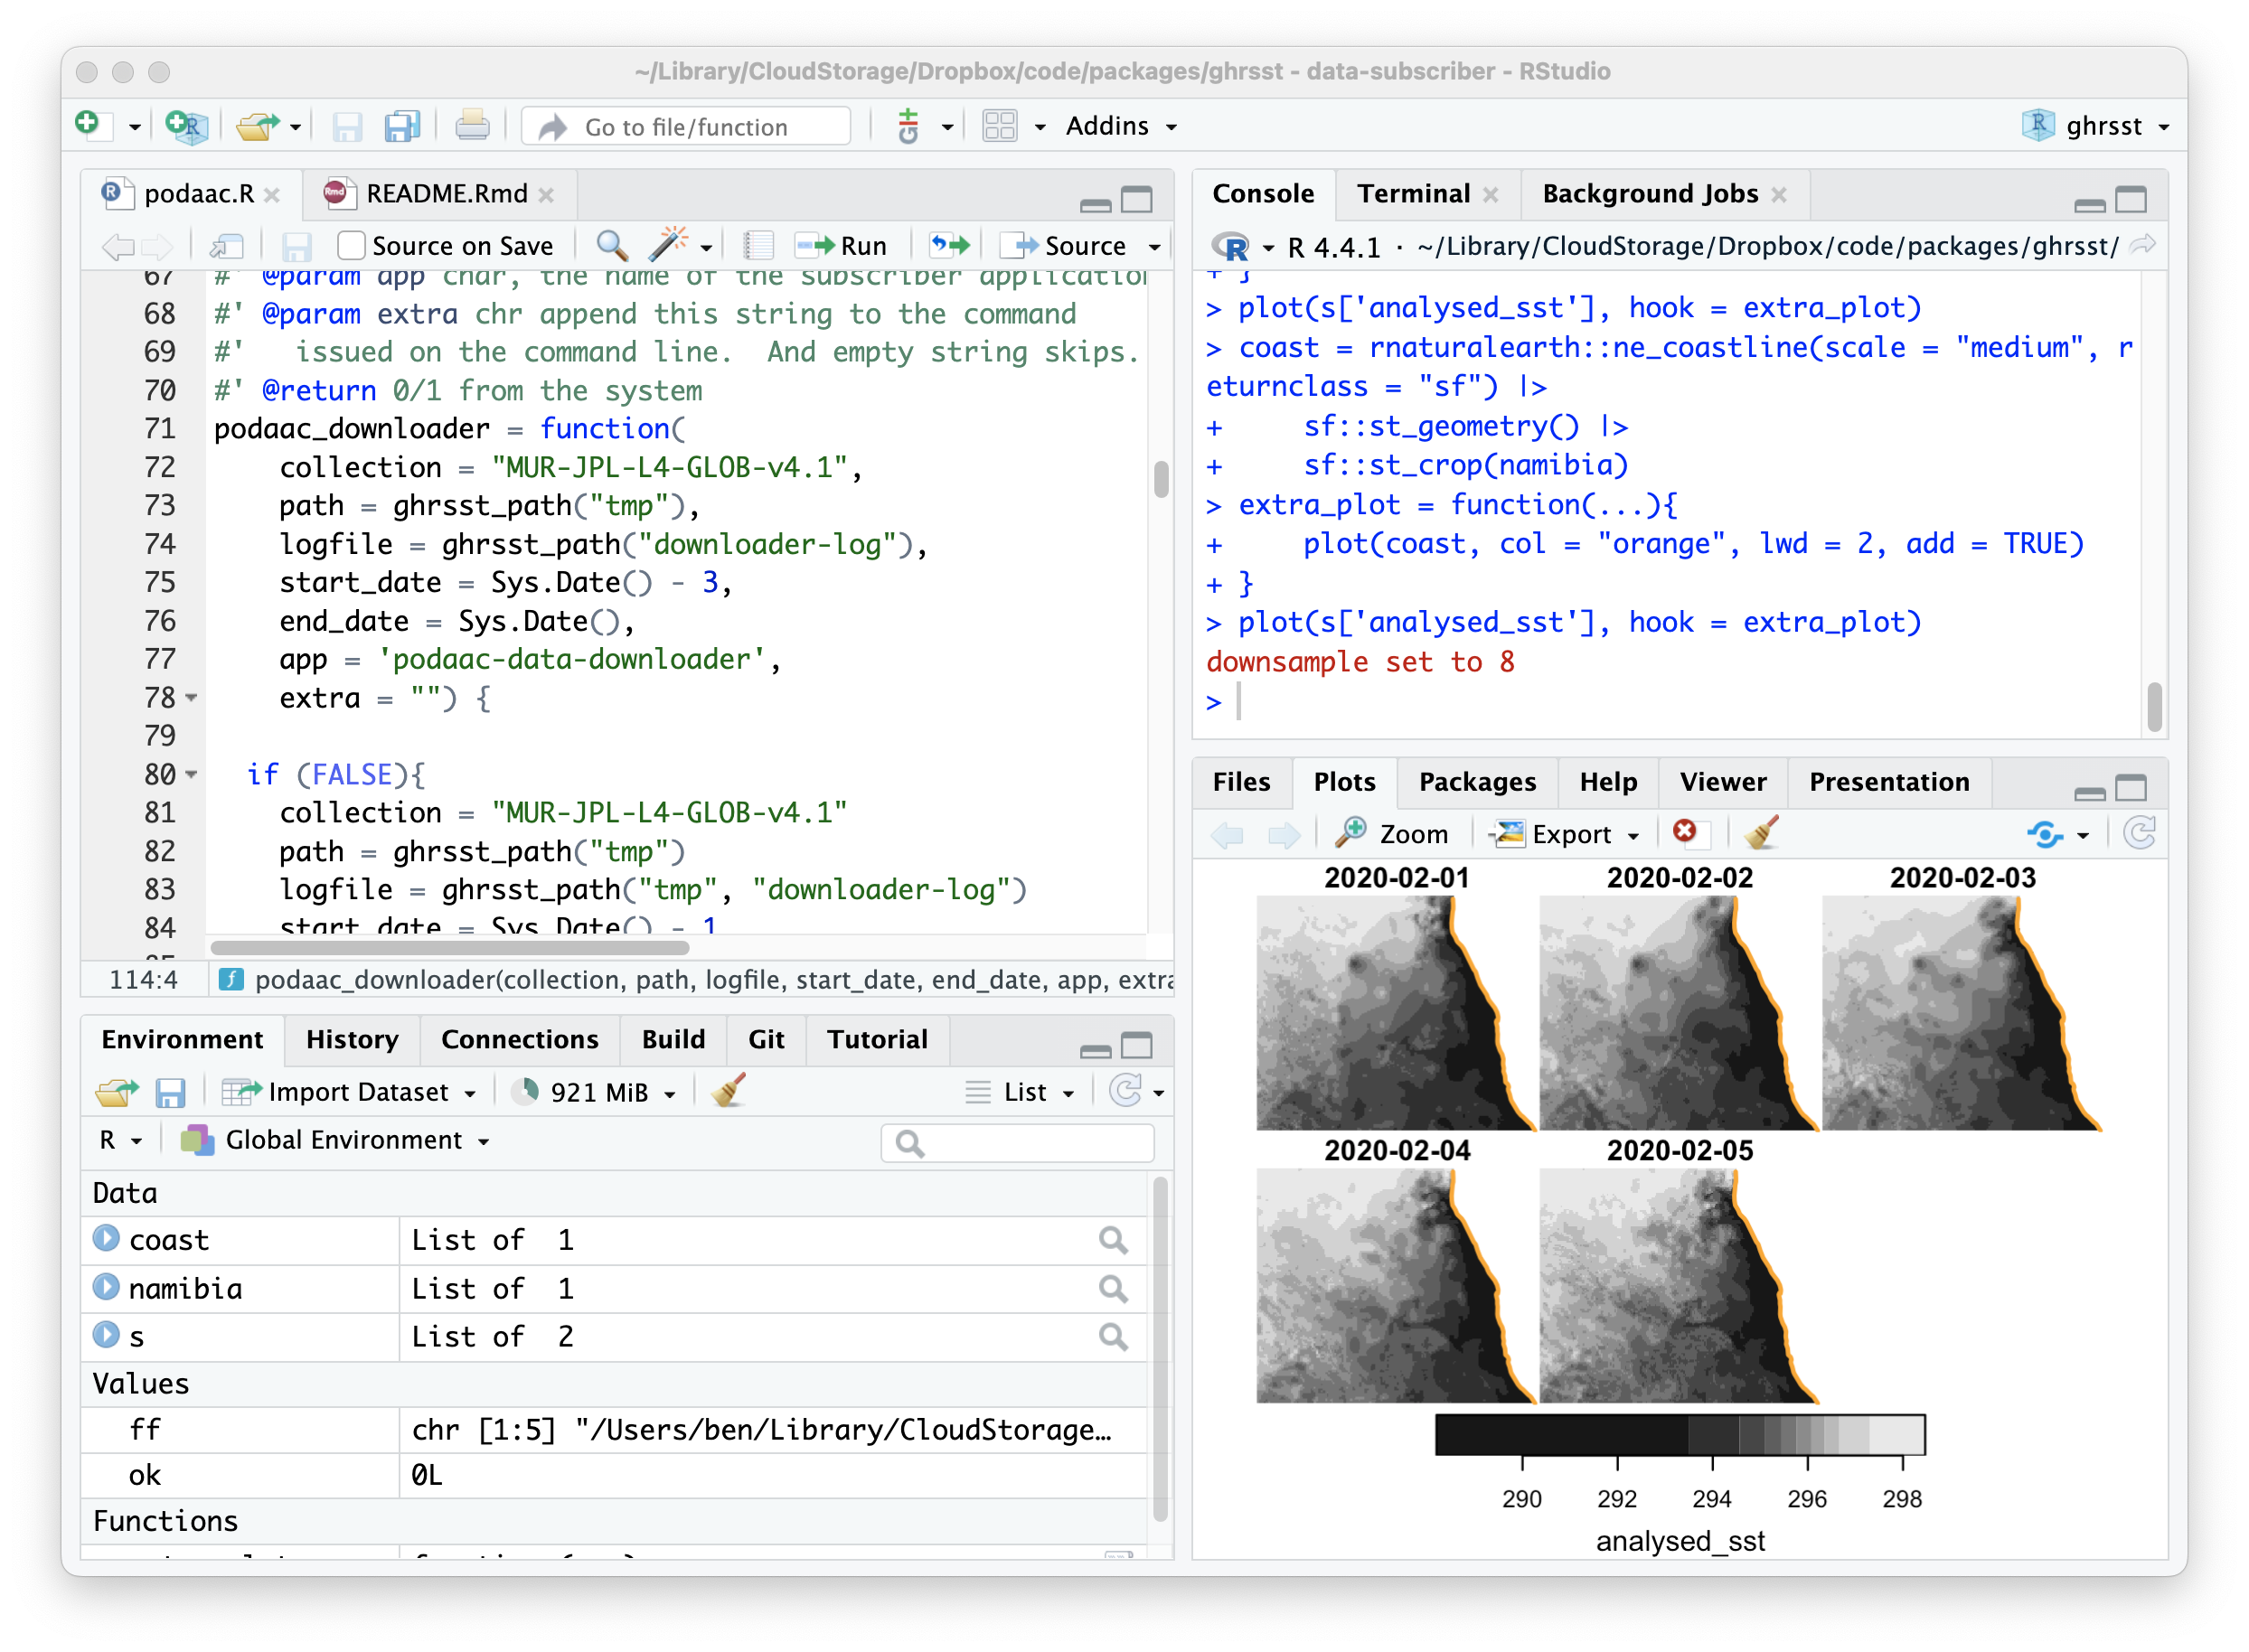 ~/Library/CloudStorage/Dropbox/code/packages/ghrsst - data-subscriber - RStudio
Go to file/function
Addins
ghrsst
podaac.R
README.Rmd
Source on Save
Run
Source
67 #' @param app char, the name of the subscriber application
68 #' @param extra chr append this string to the command
69 #'   issued on the command line.  And empty string skips.
70 #' @return 0/1 from the system
71 podaac_downloader = function(
72     collection = "MUR-JPL-L4-GLOB-v4.1",
73     path = ghrsst_path("tmp"),
74     logfile = ghrsst_path("downloader-log"),
75     start_date = Sys.Date() - 3,
76     end_date = Sys.Date(),
77     app = 'podaac-data-downloader',
78     extra = "") {
79
80   if (FALSE){
81     collection = "MUR-JPL-L4-GLOB-v4.1"
82     path = ghrsst_path("tmp")
83     logfile = ghrsst_path("tmp", "downloader-log")
84     start_date = Sys.Date() - 1
114:4 podaac_downloader(collection, path, logfile, start_date, end_date, app, extra
Environment History Connections Build Git Tutorial
Import Dataset 921 MiB List
R Global Environment
Data
coast List of  1
namibia List of  1
s List of  2
Values
ff chr [1:5] "/Users/ben/Library/CloudStorage…
ok 0L
Functions
Console Terminal Background Jobs
R 4.4.1 · ~/Library/CloudStorage/Dropbox/code/packages/ghrsst/
+ }
> plot(s['analysed_sst'], hook = extra_plot)
> coast = rnaturalearth::ne_coastline(scale = "medium", r
eturnclass = "sf") |>
+     sf::st_geometry() |>
+     sf::st_crop(namibia)
> extra_plot = function(...){
+     plot(coast, col = "orange", lwd = 2, add = TRUE)
+ }
> plot(s['analysed_sst'], hook = extra_plot)
downsample set to 8
>
Files Plots Packages Help Viewer Presentation
Zoom Export
2020-02-01 2020-02-02 2020-02-03
2020-02-04 2020-02-05
290 292 294 296 298
analysed_sst